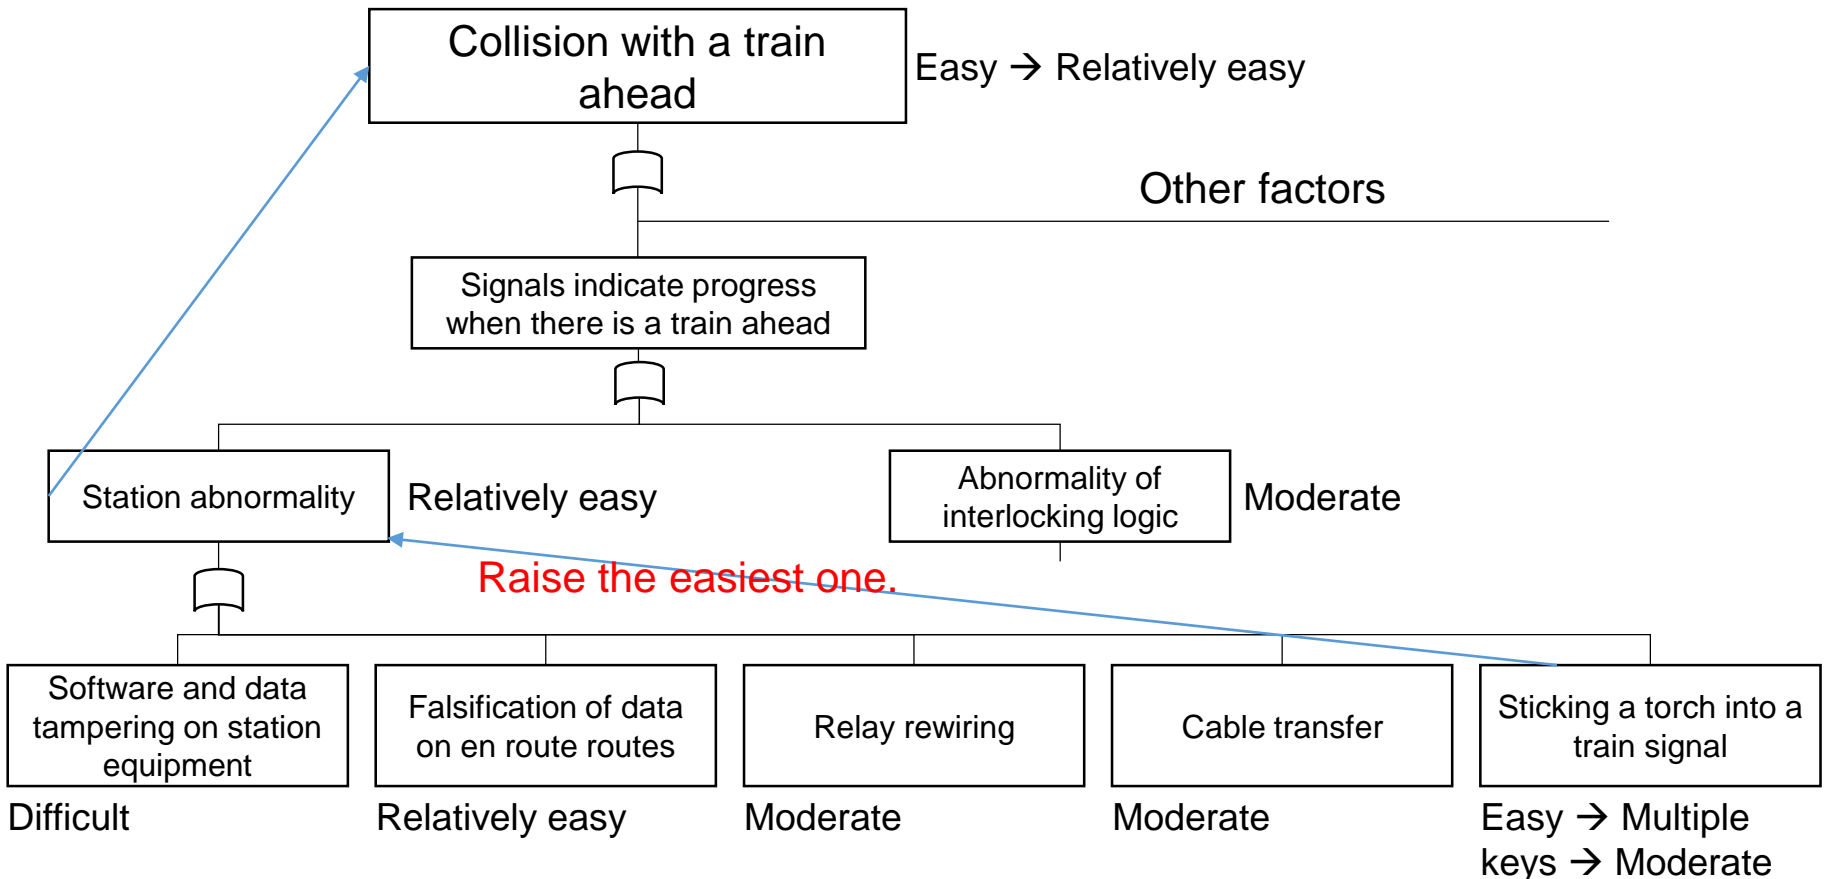 Collision with a train
ahead
Easy → Relatively easy
Other factors
Signals indicate progress
when there is a train ahead
Station abnormality
Relatively easy
Abnormality of
interlocking logic
Moderate
Raise the easiest one.
Software and data
tampering on station
equipment
Falsification of data
on en route routes
Relay rewiring
Cable transfer
Sticking a torch into a
train signal
Difficult
Relatively easy
Moderate
Moderate
Easy → Multiple
keys → Moderate